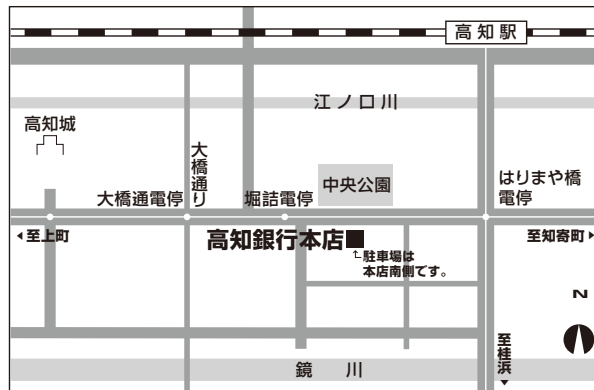 高知駅
江ノ口川
高知城
大橋通り
中央公園
はりまや橋
電停
大橋通電停
堀詰電停
◀至上町
高知銀行本店■
至知寄町▶
駐車場は
本店南側です。
N
至桂浜▼
鏡川